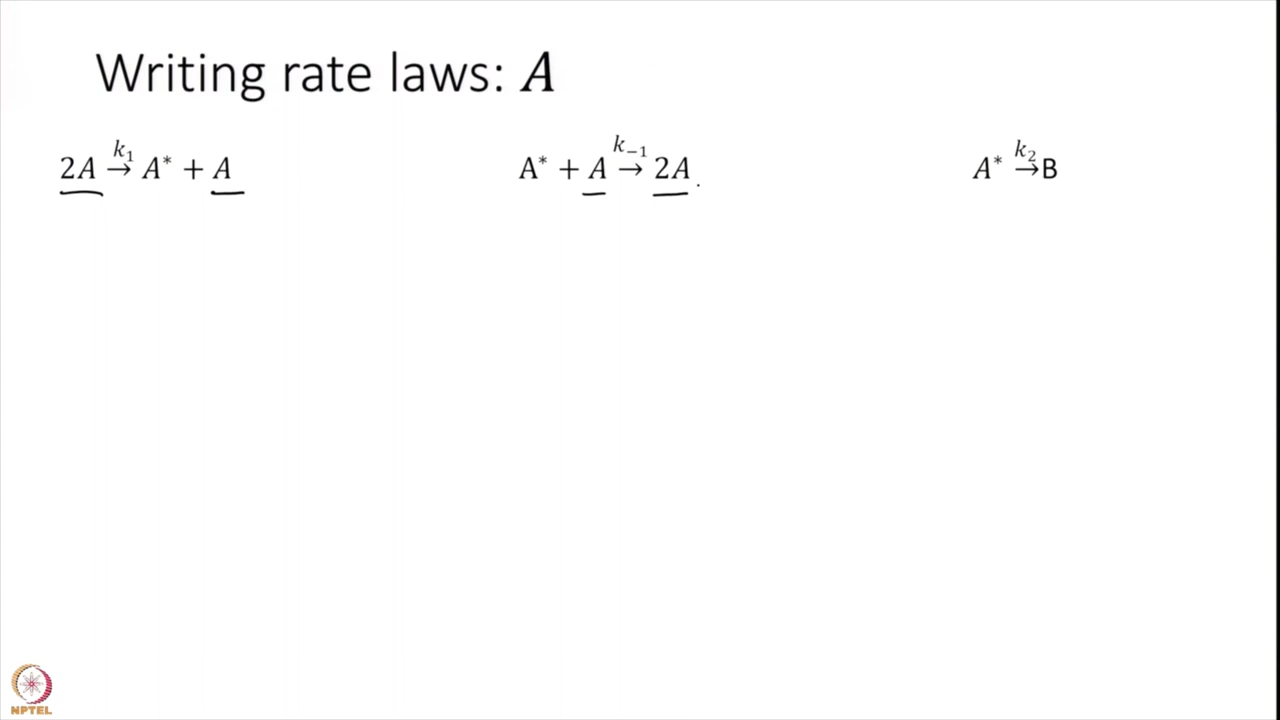 Writing rate laws: A
2A →^{k₁} A* + A    A* + A →^{k₋₁} 2A    A* →^{k₂} B
NPTEL